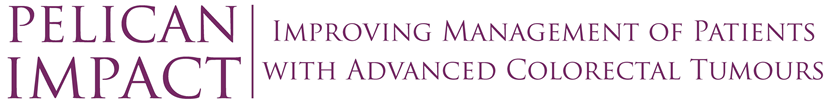 PELICAN
IMPACT
IMPROVING MANAGEMENT OF PATIENTS
WITH ADVANCED COLORECTAL TUMOURS